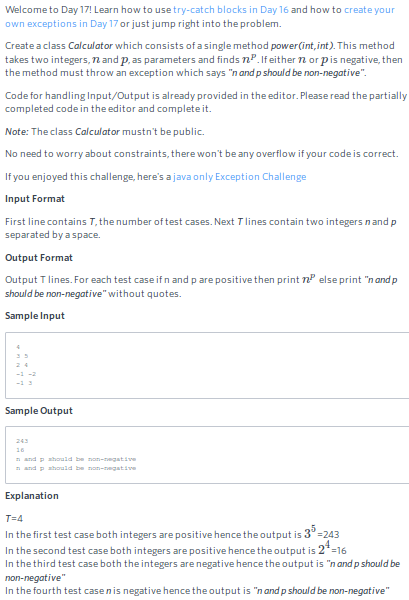 Welcome to Day 17! Learn how to use try-catch blocks in Day 16 and how to create your
own exceptions in Day 17 or just jump right into the problem.
Create a class Calculator which consists of a single method power(int,int). This method
takes two integers, n and p, as parameters and finds nᵖ. If either n or p is negative, then
the method must throw an exception which says "n and p should be non-negative".
Code for handling Input/Output is already provided in the editor. Please read the partially
completed code in the editor and complete it.
Note: The class Calculator mustn't be public.
No need to worry about constraints, there won't be any overflow if your code is correct.
If you enjoyed this challenge, here's a java only Exception Challenge
Input Format
First line contains T, the number of test cases. Next T lines contain two integers n and p
separated by a space.
Output Format
Output T lines. For each test case if n and p are positive then print nᵖ else print "n and p
should be non-negative" without quotes.
Sample Input
4
3 5
2 4
-1 -2
-1 3
Sample Output
243
16
n and p should be non-negative
n and p should be non-negative
Explanation
T=4
In the first test case both integers are positive hence the output is 3⁵=243
In the second test case both integers are positive hence the output is 2⁴=16
In the third test case both the integers are negative hence the output is "n and p should be
non-negative"
In the fourth test case n is negative hence the output is "n and p should be non-negative"